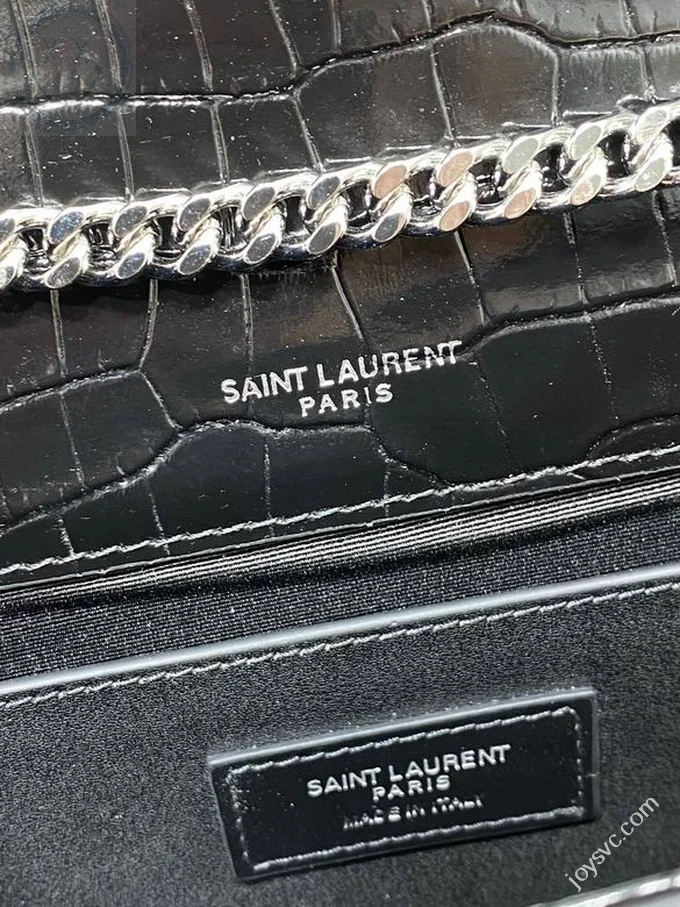 SAINT LAURENT
PARIS
SAINT LAURENT
PARIS
MADE IN ITALY
joysvc.com